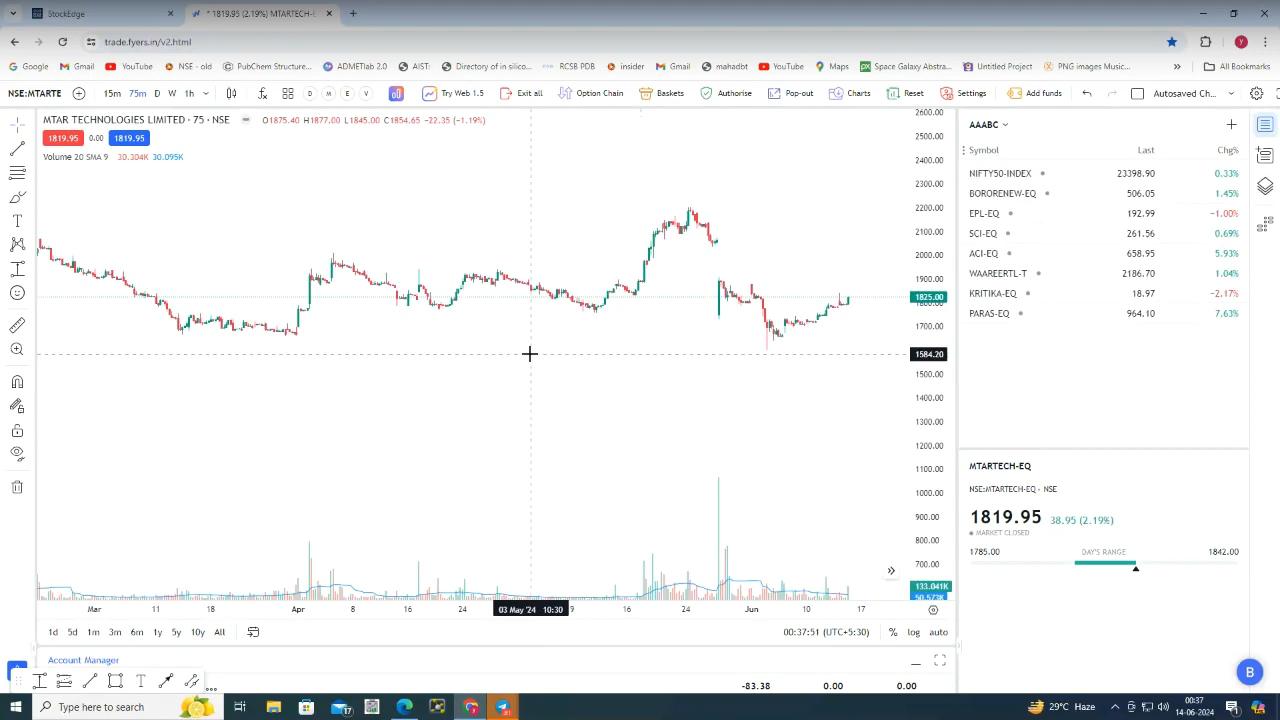 StockEdge
* 1819.95 (2.19%) MTARTECH-EQ
trade.fyers.in/v2.html
Google Gmail YouTube NSE - old PubChem Structure... ADMETlab 2.0 AIST: Directory of in silico... RCSB PDB insider Gmail mahadbt YouTube Maps Space Galaxy Abstra... Untitled Project PNG images Music... » All Bookmarks
NSE:MTARTE 15m 75m D W 1h D M E V Try Web 1.5 Exit all Option Chain Baskets Authorise Pop-out Charts Reset Settings Add funds Autosaved Ch...
MTAR TECHNOLOGIES LIMITED · 75 · NSE O1875.40 H1877.00 L1845.00 C1854.65 −22.35 (−1.19%)
1819.95 0.00 1819.95
Volume 20 SMA 9 30.304K 30.095K
2600.00
2500.00
2400.00
2300.00
2200.00
2100.00
2000.00
1900.00
1825.00
1800.00
1700.00
1584.20
1500.00
1400.00
1300.00
1200.00
1100.00
1000.00
900.00
800.00
700.00
133.041K
50.573K
Mar 11 18 Apr 8 16 24 03 May '24 10:30 9 16 24 Jun 10 17
1d 5d 1m 3m 6m 1y 5y 10y All 00:37:51 (UTC+5:30) % log auto
Account Manager
-83.38 0.00 0.00
AAABC
Symbol Last Chg%
NIFTY50-INDEX 23398.90 0.33%
BORORENEW-EQ 506.05 1.45%
EPL-EQ 192.99 −1.00%
SCI-EQ 261.56 0.69%
ACI-EQ 658.95 5.93%
WAAREERTL-T 2186.70 1.04%
KRITIKA-EQ 18.97 −2.17%
PARAS-EQ 964.10 7.63%
MTARTECH-EQ
NSE:MTARTECH-EQ · NSE
1819.95 38.95 (2.19%)
MARKET CLOSED
1785.00 DAY'S RANGE 1842.00
B
Type here to search
29°C Haze
00:37
14-06-2024